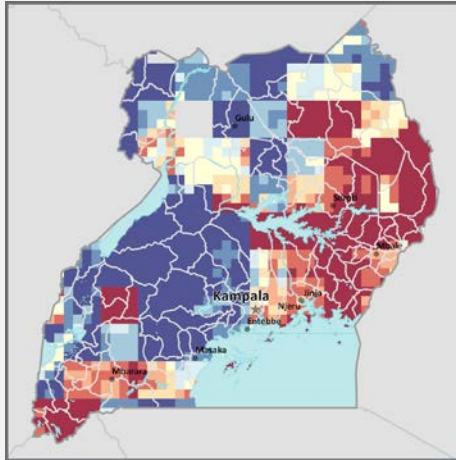 Gulu
Soroti
Mbale
Kampala
Jinja
Njeru
Entebbe
Masaka
Mbarara